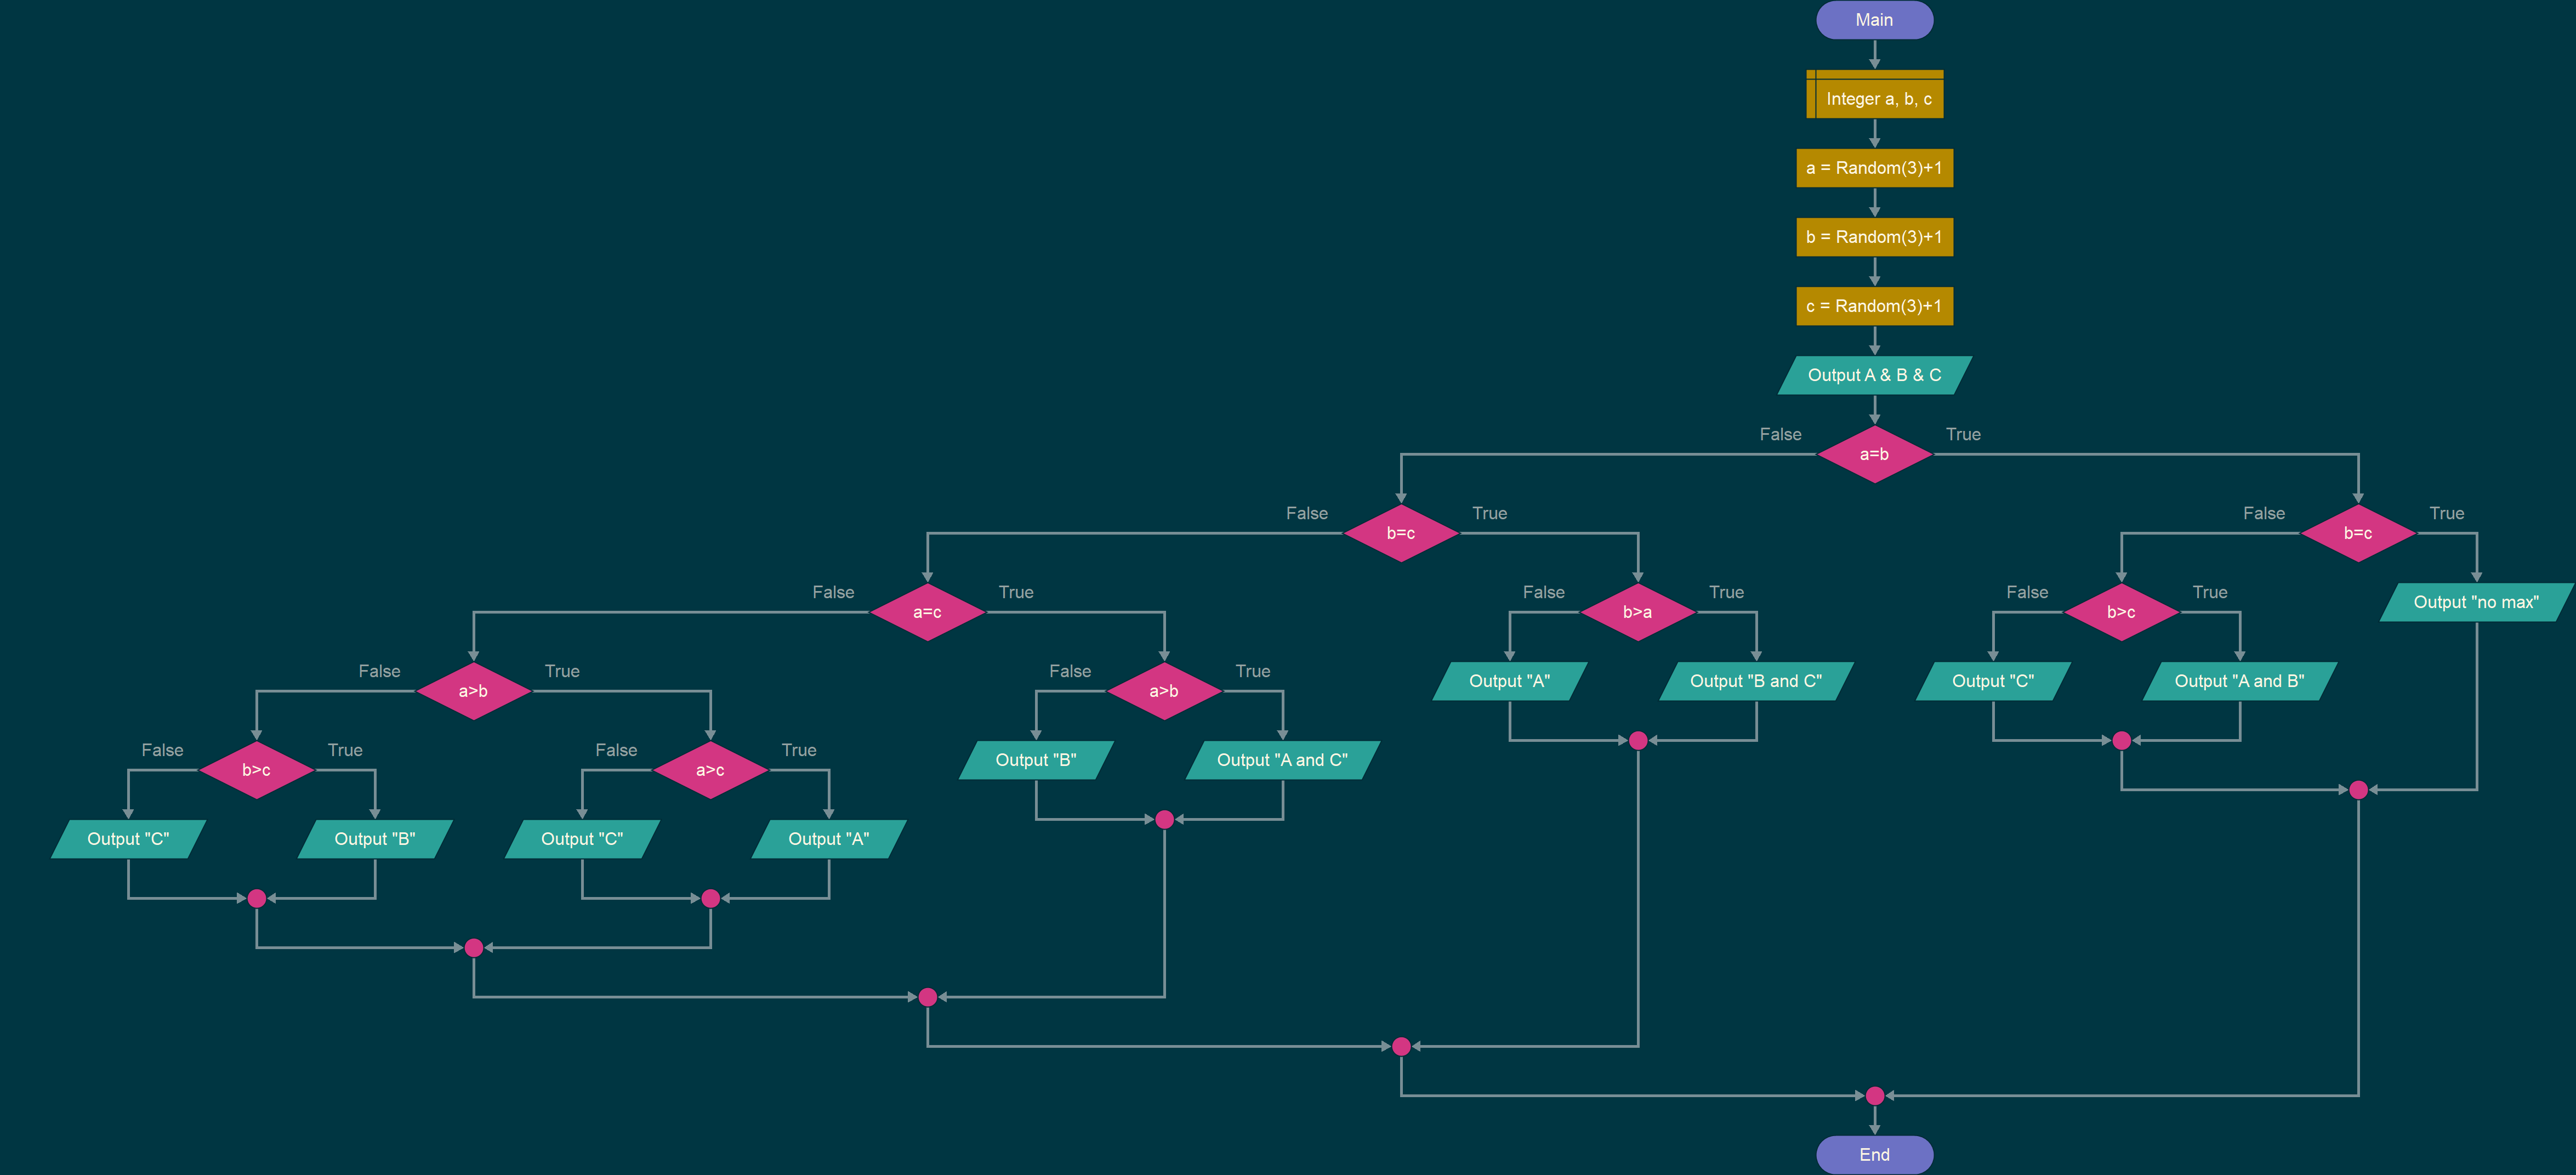 Main
Integer a, b, c
a = Random(3)+1
b = Random(3)+1
c = Random(3)+1
Output A & B & C
False
a=b
True
False
b=c
True
False
b=c
True
False
a=c
True
False
b>a
True
False
b>c
True
Output "no max"
False
a>b
True
False
a>b
True
Output "A"
Output "B and C"
Output "C"
Output "A and B"
False
b>c
True
False
a>c
True
Output "B"
Output "A and C"
Output "C"
Output "B"
Output "C"
Output "A"
End